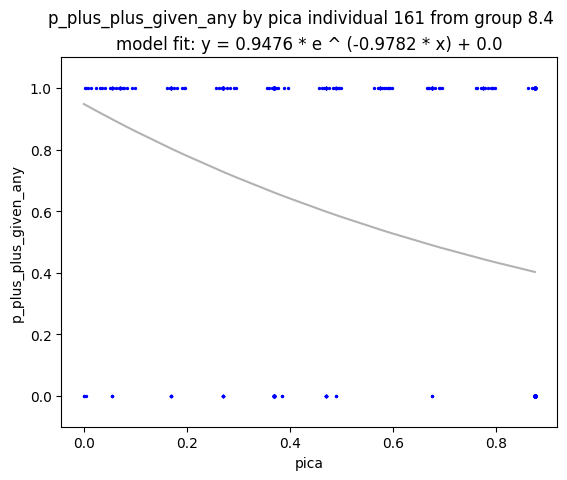 p_plus_plus_given_any by pica individual 161 from group 8.4
model fit: y = 0.9476 * e ^ (-0.9782 * x) + 0.0
p_plus_plus_given_any
1.0
0.8
0.6
0.4
0.2
0.0
0.0 0.2 0.4 0.6 0.8
pica